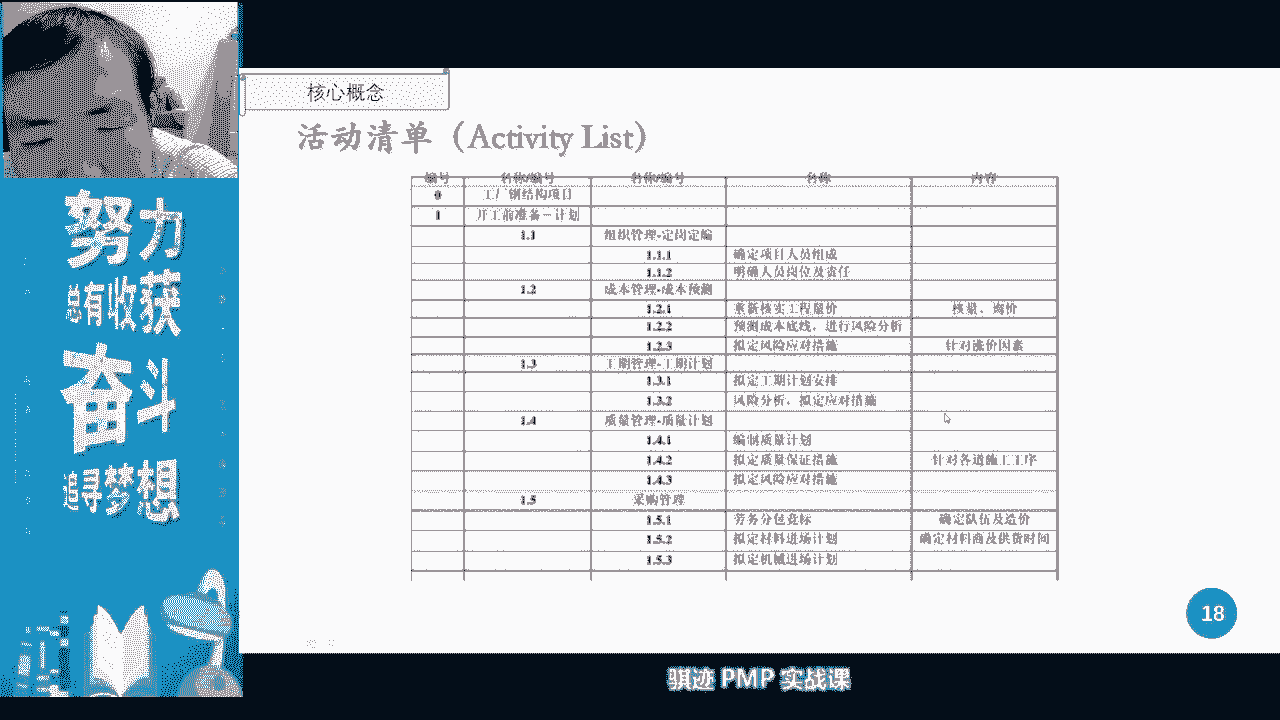 核心概念
活动清单（Activity List）
编号 名称/编号 名称/编号 名称 内容
0 工厂钢结构项目
1 开工前准备－计划
1.1 组织管理-定岗定编
1.1.1 确定项目人员组成
1.1.2 明确人员岗位及责任
1.2 成本管理-成本预测
1.2.1 重新核实工程量价 核量、询价
1.2.2 预测成本底线，进行风险分析
1.2.3 拟定风险应对措施 针对涨价因素
1.3 工期管理-工期计划
1.3.1 拟定工期计划安排
1.3.2 风险分析，拟定应对措施
1.4 质量管理-质量计划
1.4.1 编制质量计划
1.4.2 拟定质量保证措施 针对各道施工工序
1.4.3 拟定风险应对措施
1.5 采购管理
1.5.1 劳务分包竞标 确定队伍及造价
1.5.2 拟定材料进场计划 确定材料商及供货时间
1.5.3 拟定机械进场计划
18
努力
总有收获
奋斗
追寻梦想
骐迹 PMP 实战课